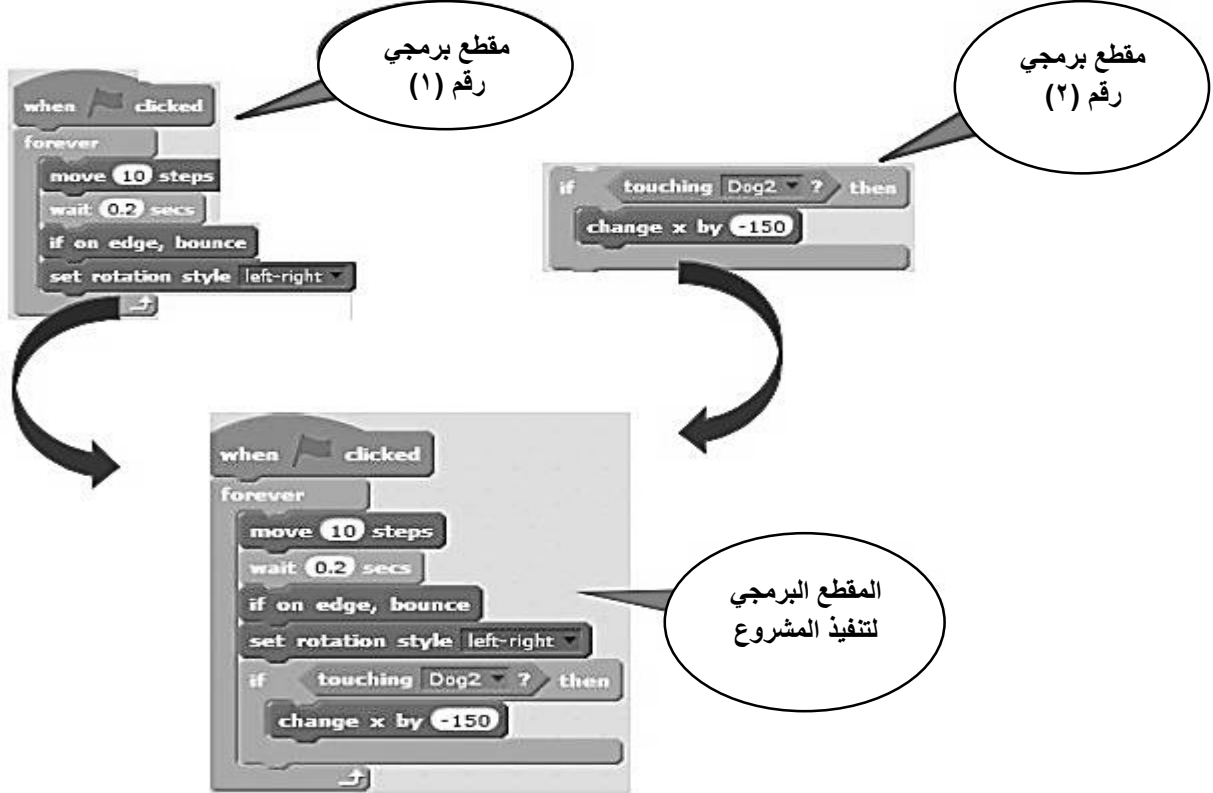 مقطع برمجي
رقم (١)
مقطع برمجي
رقم (٢)
when clicked
forever
move 10 steps
wait 0.2 secs
if on edge, bounce
set rotation style left-right
if touching Dog2 ? then
change x by -150
when clicked
forever
move 10 steps
wait 0.2 secs
if on edge, bounce
set rotation style left-right
if touching Dog2 ? then
change x by -150
المقطع البرمجي
لتنفيذ المشروع